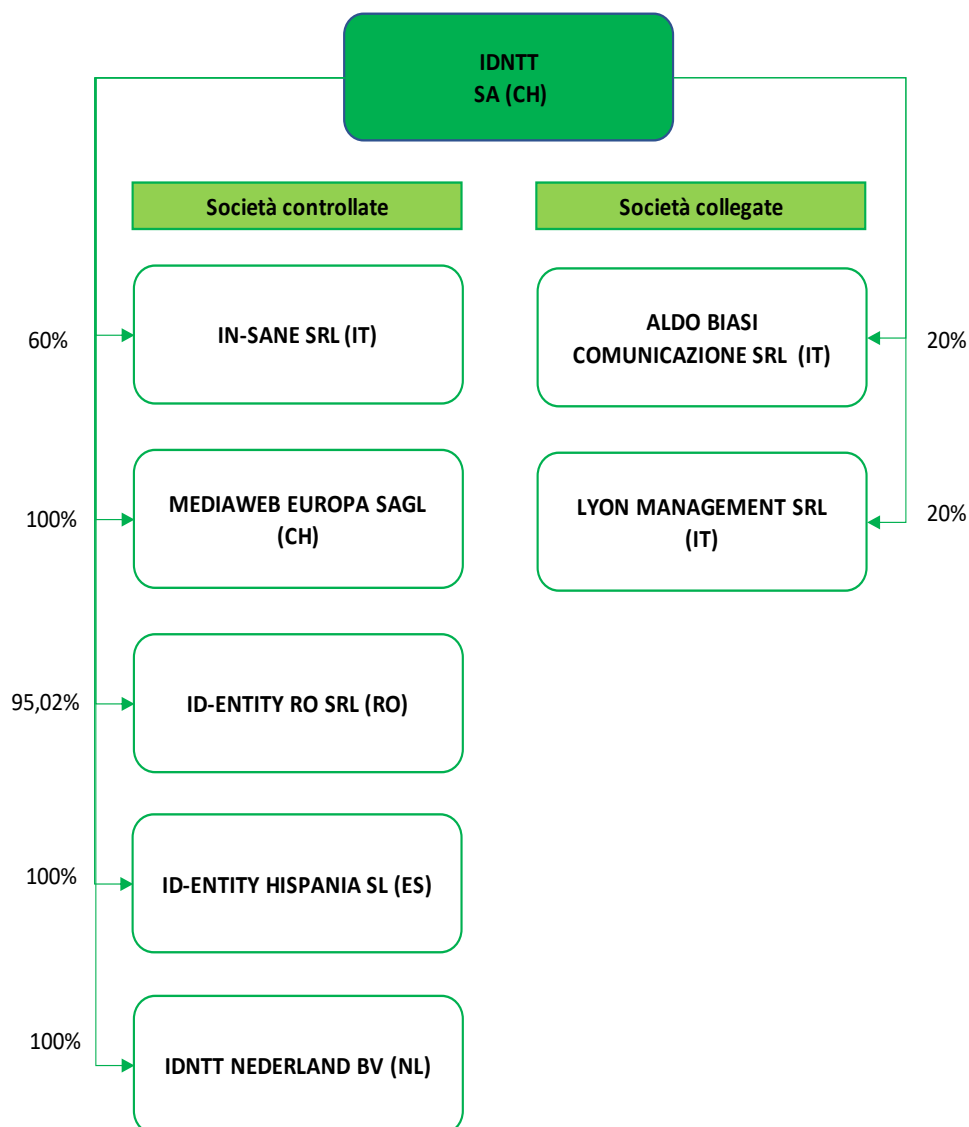 IDNTT
SA (CH)
Società controllate
Società collegate
60%
IN-SANE SRL (IT)
ALDO BIASI
COMUNICAZIONE SRL (IT)
20%
100%
MEDIAWEB EUROPA SAGL
(CH)
LYON MANAGEMENT SRL
(IT)
20%
95,02%
ID-ENTITY RO SRL (RO)
100%
ID-ENTITY HISPANIA SL (ES)
100%
IDNTT NEDERLAND BV (NL)